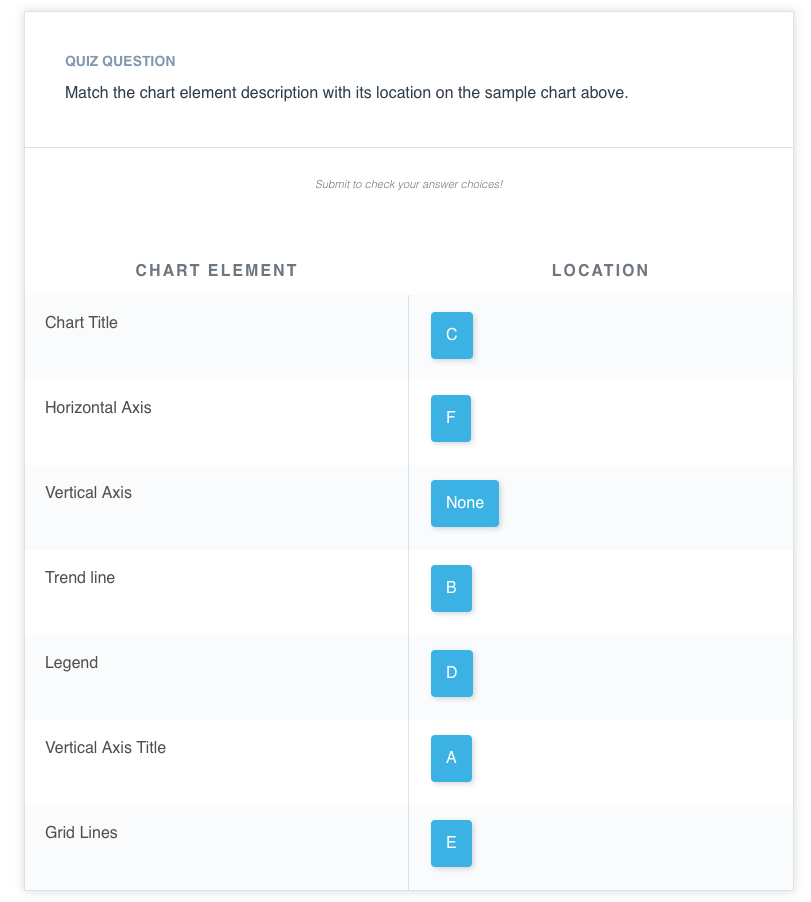 QUIZ QUESTION
Match the chart element description with its location on the sample chart above.
Submit to check your answer choices!
CHART ELEMENT LOCATION
Chart Title C
Horizontal Axis F
Vertical Axis None
Trend line B
Legend D
Vertical Axis Title A
Grid Lines E